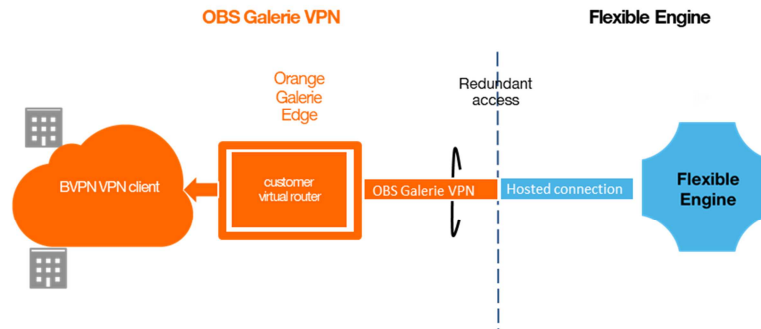 OBS Galerie VPN
Flexible Engine
Orange
Galerie
Edge
Redundant
access
BVPN VPN client
customer
virtual router
OBS Galerie VPN
Hosted connection
Flexible
Engine